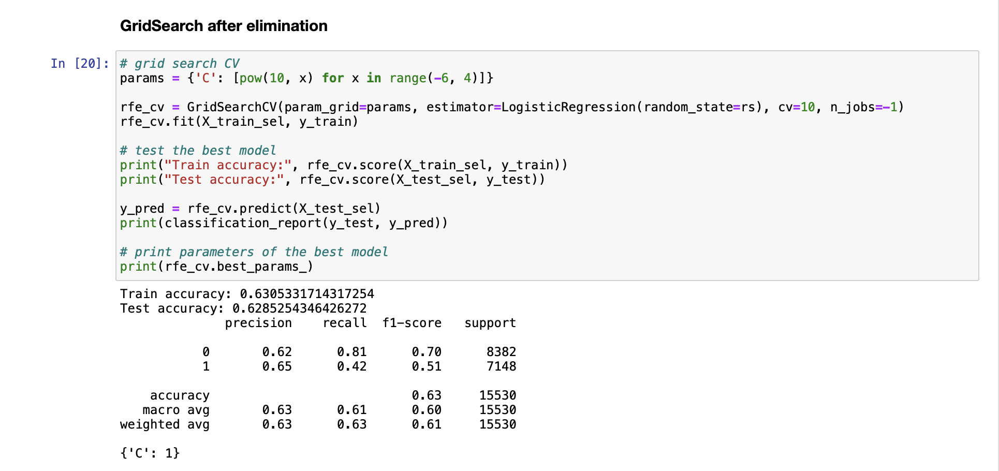 GridSearch after elimination
In [20]:
# grid search CV
params = {'C': [pow(10, x) for x in range(-6, 4)]}
rfe_cv = GridSearchCV(param_grid=params, estimator=LogisticRegression(random_state=rs), cv=10, n_jobs=-1)
rfe_cv.fit(X_train_sel, y_train)
# test the best model
print("Train accuracy:", rfe_cv.score(X_train_sel, y_train))
print("Test accuracy:", rfe_cv.score(X_test_sel, y_test))
y_pred = rfe_cv.predict(X_test_sel)
print(classification_report(y_test, y_pred))
# print parameters of the best model
print(rfe_cv.best_params_)
Train accuracy: 0.6305331714317254
Test accuracy: 0.6285254346426272
precision recall f1-score support
0 0.62 0.81 0.70 8382
1 0.65 0.42 0.51 7148
accuracy 0.63 15530
macro avg 0.63 0.61 0.60 15530
weighted avg 0.63 0.63 0.61 15530
{'C': 1}